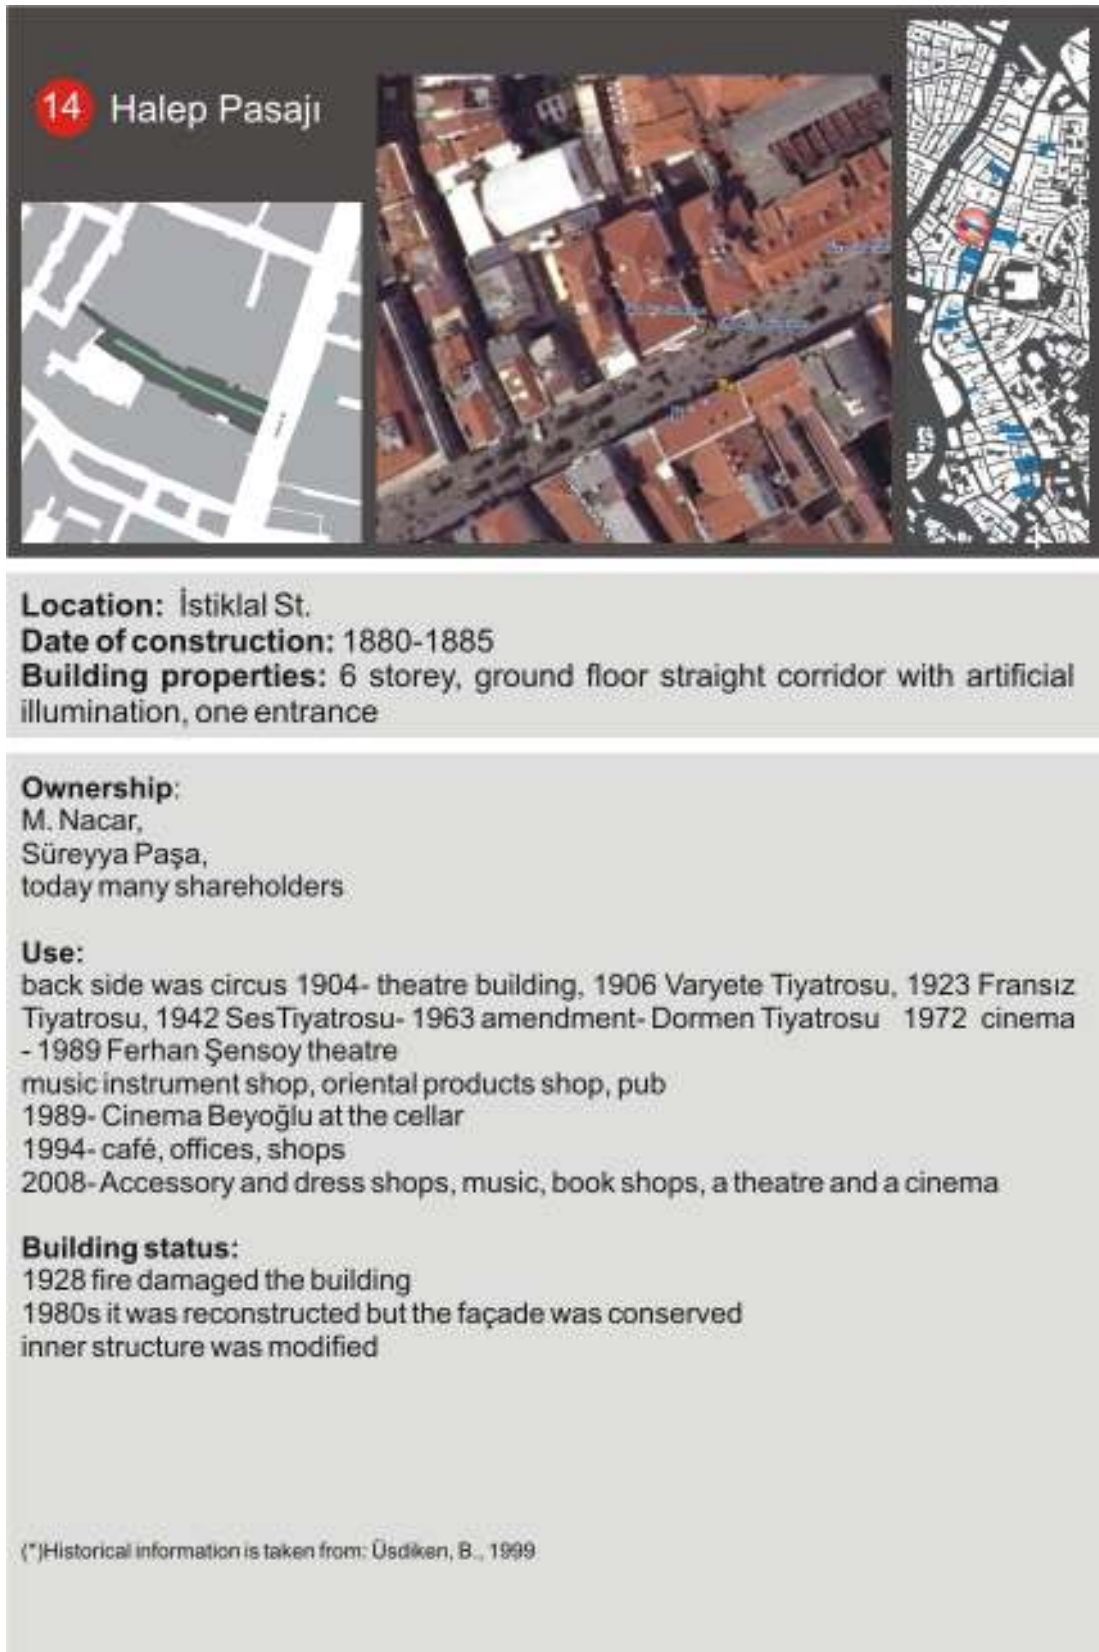 14 Halep Pasajı
Location: İstiklal St.
Date of construction: 1880-1885
Building properties: 6 storey, ground floor straight corridor with artificial
illumination, one entrance
Ownership:
M. Nacar,
Süreyya Paşa,
today many shareholders
Use:
back side was circus 1904- theatre building, 1906 Varyete Tiyatrosu, 1923 Fransız
Tiyatrosu, 1942 SesTiyatrosu- 1963 amendment- Dormen Tiyatrosu 1972 cinema
- 1989 Ferhan Şensoy theatre
music instrument shop, oriental products shop, pub
1989- Cinema Beyoğlu at the cellar
1994- café, offices, shops
2008- Accessory and dress shops, music, book shops, a theatre and a cinema
Building status:
1928 fire damaged the building
1980s it was reconstructed but the façade was conserved
inner structure was modified
(*)Historical information is taken from: Üsdiken, B., 1999